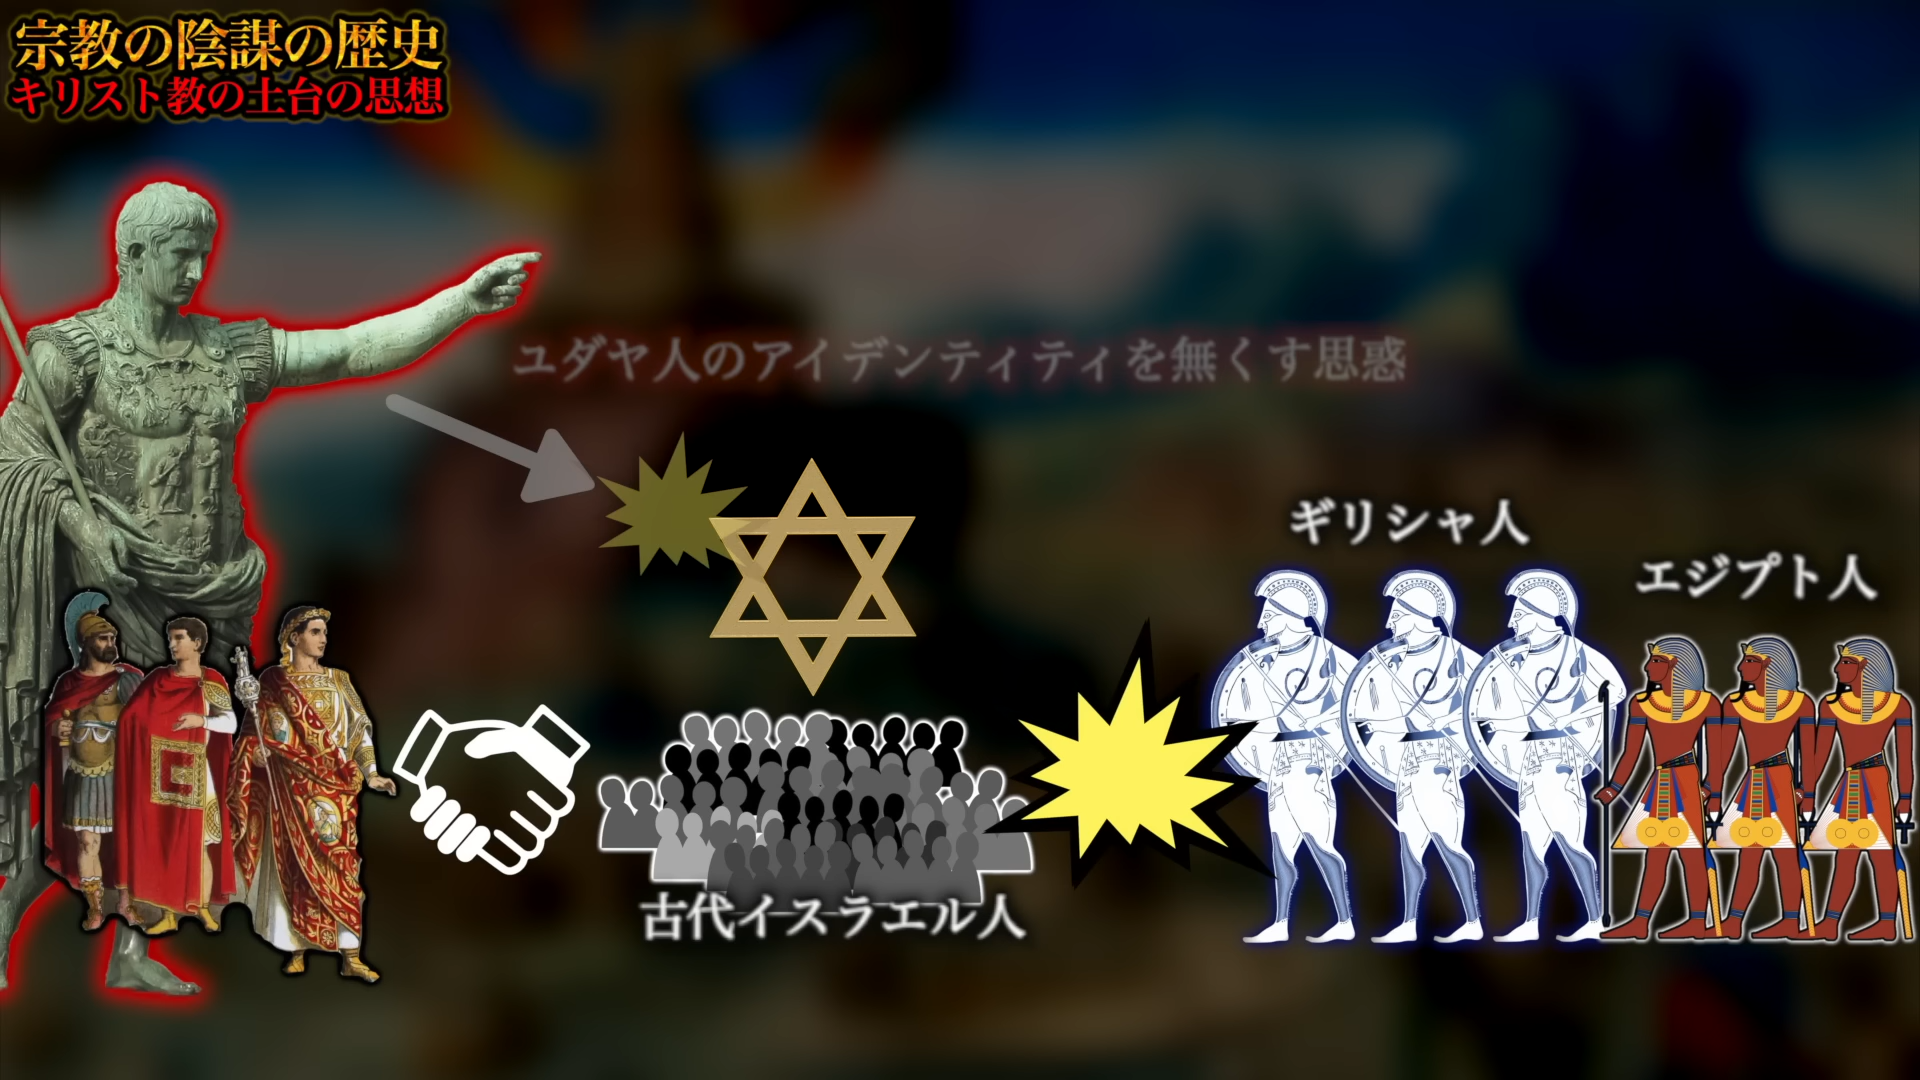 宗教の陰謀の歴史
キリスト教の土台の思想
ユダヤ人のアイデンティティを無くす思惑
ギリシャ人
エジプト人
古代イスラエル人